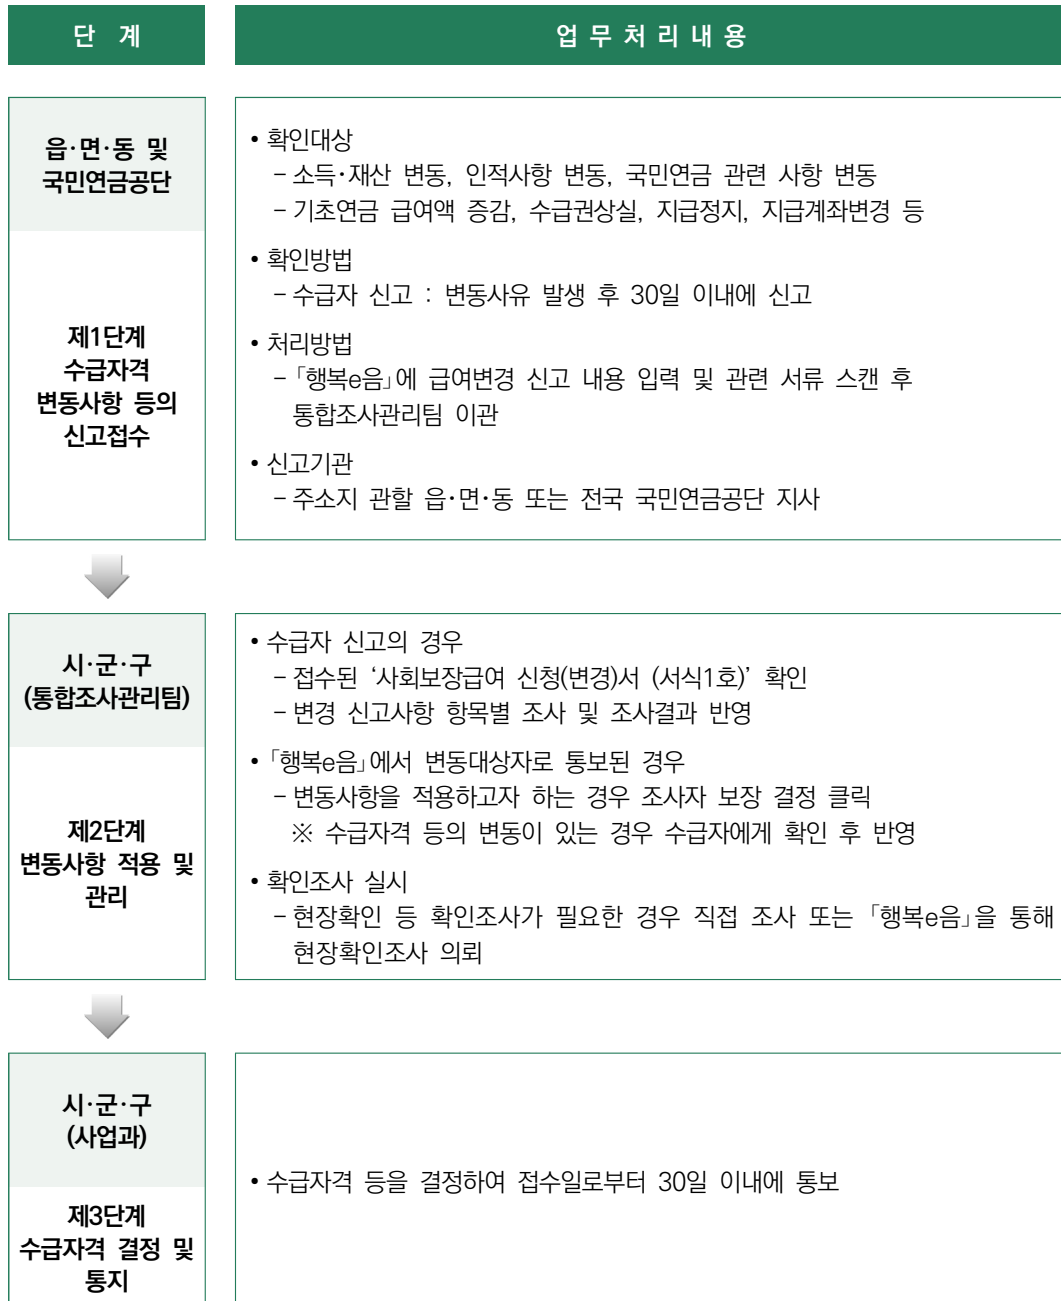 단 계
업 무 처 리 내 용
읍·면·동 및
국민연금공단
제1단계
수급자격
변동사항 등의
신고접수
• 확인대상
– 소득·재산 변동, 인적사항 변동, 국민연금 관련 사항 변동
– 기초연금 급여액 증감, 수급권상실, 지급정지, 지급계좌변경 등
• 확인방법
– 수급자 신고 : 변동사유 발생 후 30일 이내에 신고
• 처리방법
– 「행복e음」에 급여변경 신고 내용 입력 및 관련 서류 스캔 후
통합조사관리팀 이관
• 신고기관
– 주소지 관할 읍·면·동 또는 전국 국민연금공단 지사
시·군·구
(통합조사관리팀)
제2단계
변동사항 적용 및
관리
• 수급자 신고의 경우
– 접수된 ‘사회보장급여 신청(변경)서 (서식1호)’ 확인
– 변경 신고사항 항목별 조사 및 조사결과 반영
• 「행복e음」에서 변동대상자로 통보된 경우
– 변동사항을 적용하고자 하는 경우 조사자 보장 결정 클릭
※ 수급자격 등의 변동이 있는 경우 수급자에게 확인 후 반영
• 확인조사 실시
– 현장확인 등 확인조사가 필요한 경우 직접 조사 또는 「행복e음」을 통해
현장확인조사 의뢰
시·군·구
(사업과)
제3단계
수급자격 결정 및
통지
• 수급자격 등을 결정하여 접수일로부터 30일 이내에 통보